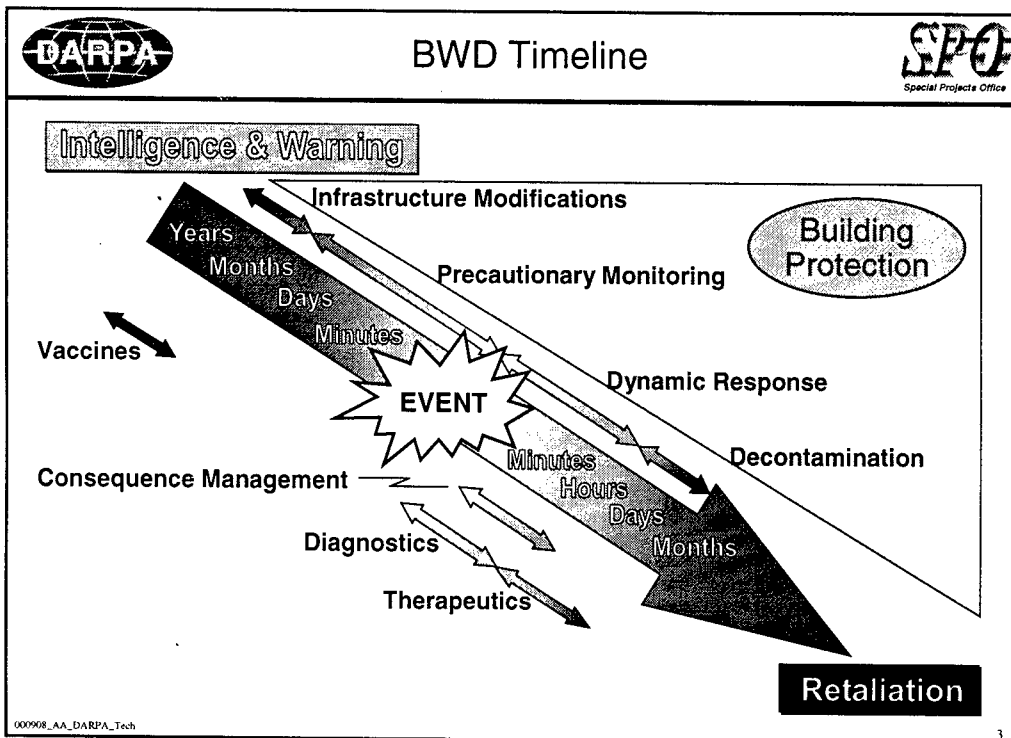 DARPA
BWD Timeline
SPO
Special Projects Office
Intelligence & Warning
Infrastructure Modifications
Building
Protection
Years
Months
Days
Minutes
Precautionary Monitoring
Vaccines
EVENT
Dynamic Response
Decontamination
Minutes
Hours
Days
Months
Consequence Management
Diagnostics
Therapeutics
Retaliation
000908_AA_DARPA_Tech
3